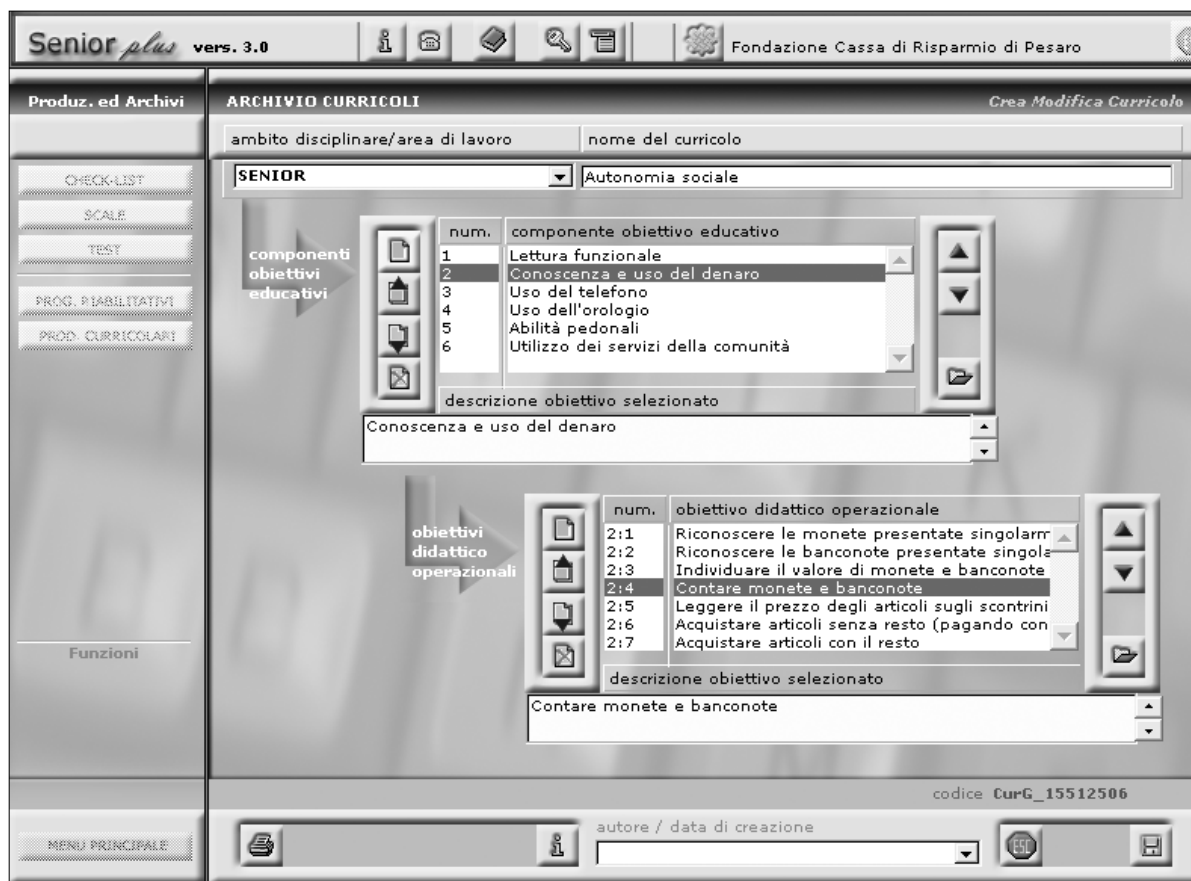 Senior plus vers. 3.0
Fondazione Cassa di Risparmio di Pesaro
Produz. ed Archivi
ARCHIVIO CURRICOLI
Crea Modifica Curricolo
ambito disciplinare/area di lavoro
nome del curricolo
SENIOR
Autonomia sociale
CHECK-LIST
SCALE
TEST
PROG. RIABILITATIVI
PROD. CURRICOLARI
Funzioni
MENU PRINCIPALE
componenti
obiettivi
educativi
num. componente obiettivo educativo
1 Lettura funzionale
2 Conoscenza e uso del denaro
3 Uso del telefono
4 Uso dell'orologio
5 Abilità pedonali
6 Utilizzo dei servizi della comunità
descrizione obiettivo selezionato
Conoscenza e uso del denaro
obiettivi
didattico
operazionali
num. obiettivo didattico operazionale
2:1 Riconoscere le monete presentate singolarm
2:2 Riconoscere le banconote presentate singola
2:3 Individuare il valore di monete e banconote
2:4 Contare monete e banconote
2:5 Leggere il prezzo degli articoli sugli scontrini
2:6 Acquistare articoli senza resto (pagando con
2:7 Acquistare articoli con il resto
descrizione obiettivo selezionato
Contare monete e banconote
codice CurG_15512506
autore / data di creazione
ESC